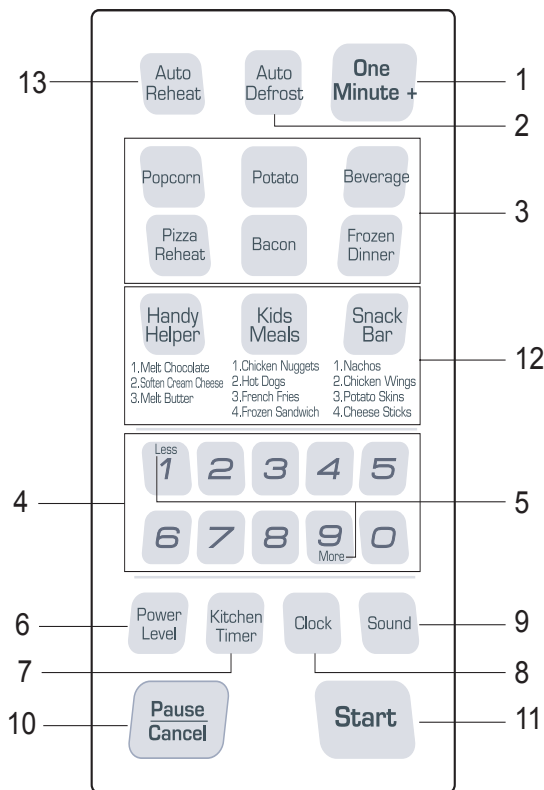 13
Auto
Reheat
Auto
Defrost
One
Minute +
1
2
Popcorn
Potato
Beverage
Pizza
Reheat
Bacon
Frozen
Dinner
3
Handy
Helper
1.Melt Chocolate
2.Soften Cream Cheese
3.Melt Butter
Kids
Meals
1.Chicken Nuggets
2.Hot Dogs
3.French Fries
4.Frozen Sandwich
Snack
Bar
1.Nachos
2.Chicken Wings
3.Potato Skins
4.Cheese Sticks
12
4
Less
1 2 3 4 5
5
6 7 8 9 0
More
6
Power
Level
Kitchen
Timer
Clock
Sound
9
7
8
10
Pause
Cancel
Start
11